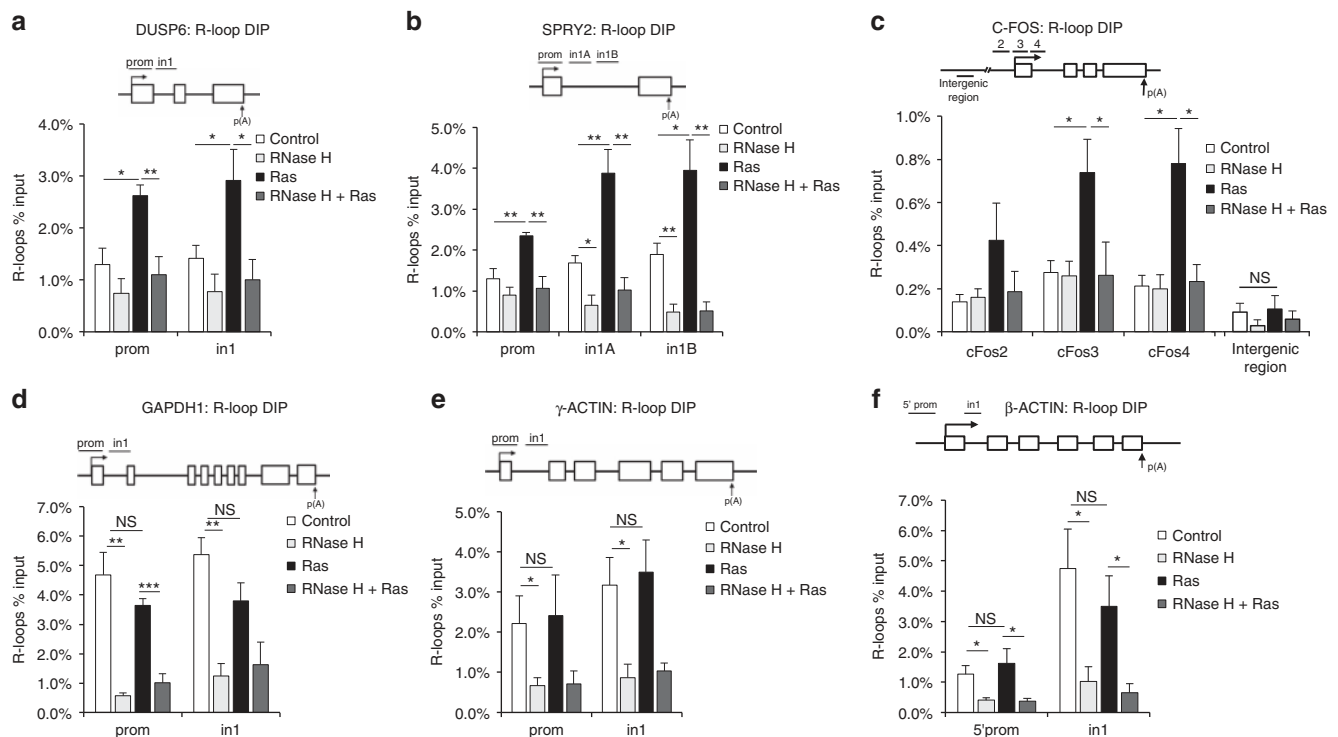 a
DUSP6: R-loop DIP
prom in1
p(A)
4.0%
3.0%
2.0%
1.0%
0.0%
R-loops % input
* **
* *
Control
RNase H
Ras
RNase H + Ras
prom in1
b
SPRY2: R-loop DIP
prom in1A in1B
p(A)
5.0%
4.0%
3.0%
2.0%
1.0%
0.0%
R-loops % input
** **
** **
*
* **
**
Control
RNase H
Ras
RNase H + Ras
prom in1A in1B
c
C-FOS: R-loop DIP
2 3 4
Intergenic
region
p(A)
1.0%
0.8%
0.6%
0.4%
0.2%
0.0%
R-loops % input
* *
* *
NS
Control
RNase H
Ras
RNase H + Ras
cFos2 cFos3 cFos4 Intergenic
region
d
GAPDH1: R-loop DIP
prom in1
p(A)
7.0%
6.0%
5.0%
4.0%
3.0%
2.0%
1.0%
0.0%
R-loops % input
NS
**
***
NS
**
Control
RNase H
Ras
RNase H + Ras
prom in1
e
γ-ACTIN: R-loop DIP
prom in1
p(A)
5.0%
4.0%
3.0%
2.0%
1.0%
0.0%
R-loops % input
NS
*
NS
*
Control
RNase H
Ras
RNase H + Ras
prom in1
f
β-ACTIN: R-loop DIP
5' prom in1
p(A)
7.0%
6.0%
5.0%
4.0%
3.0%
2.0%
1.0%
0.0%
R-loops % input
NS
* *
NS
*
*
Control
RNase H
Ras
RNase H + Ras
5'prom in1